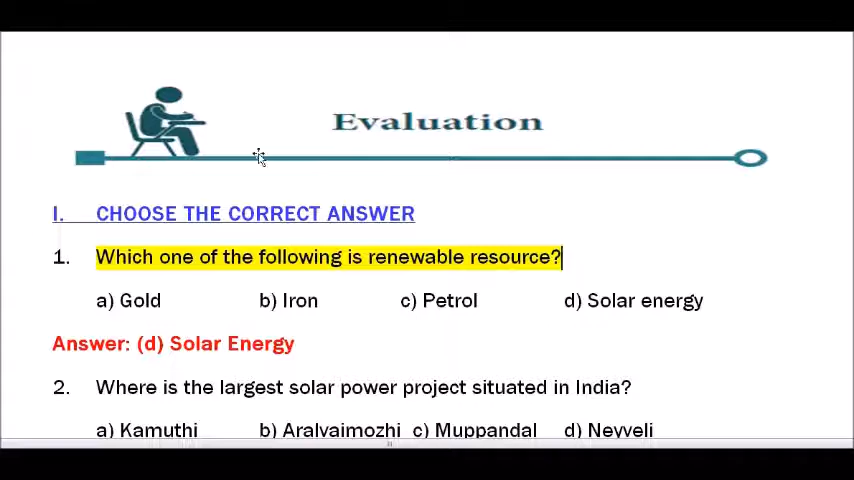 Evaluation
I. CHOOSE THE CORRECT ANSWER
1. Which one of the following is renewable resource?
a) Gold b) Iron c) Petrol d) Solar energy
Answer: (d) Solar Energy
2. Where is the largest solar power project situated in India?
a) Kamuthi b) Aralvaimozhi c) Muppandal d) Neyveli